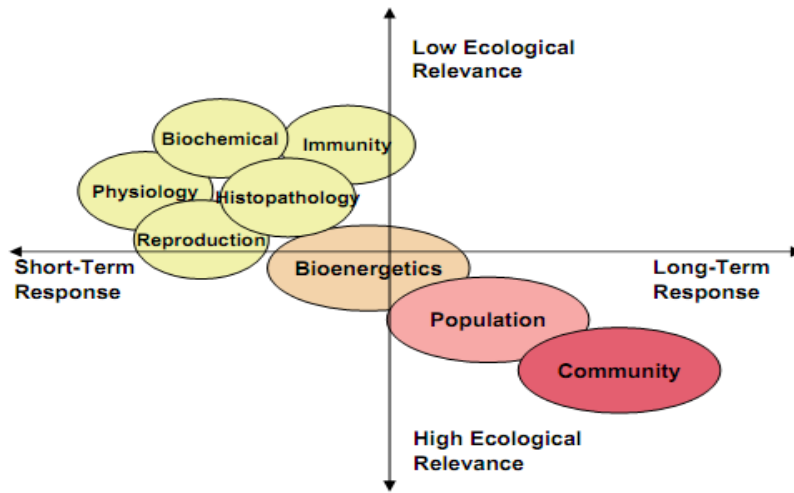 Low Ecological
Relevance
Biochemical
Immunity
Physiology
Histopathology
Reproduction
Short-Term
Response
Bioenergetics
Long-Term
Response
Population
Community
High Ecological
Relevance